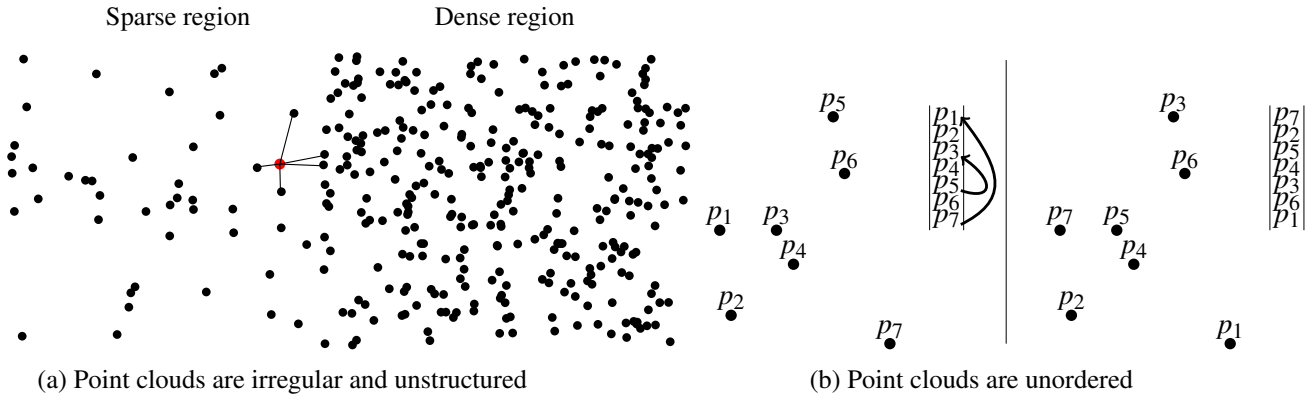 Sparse region
Dense region
p5
p6
p1
p3
p4
p2
p7
p1
p2
p3
p4
p5
p6
p7
p3
p6
p7
p5
p4
p2
p1
p7
p2
p5
p4
p3
p6
p1
(a) Point clouds are irregular and unstructured
(b) Point clouds are unordered